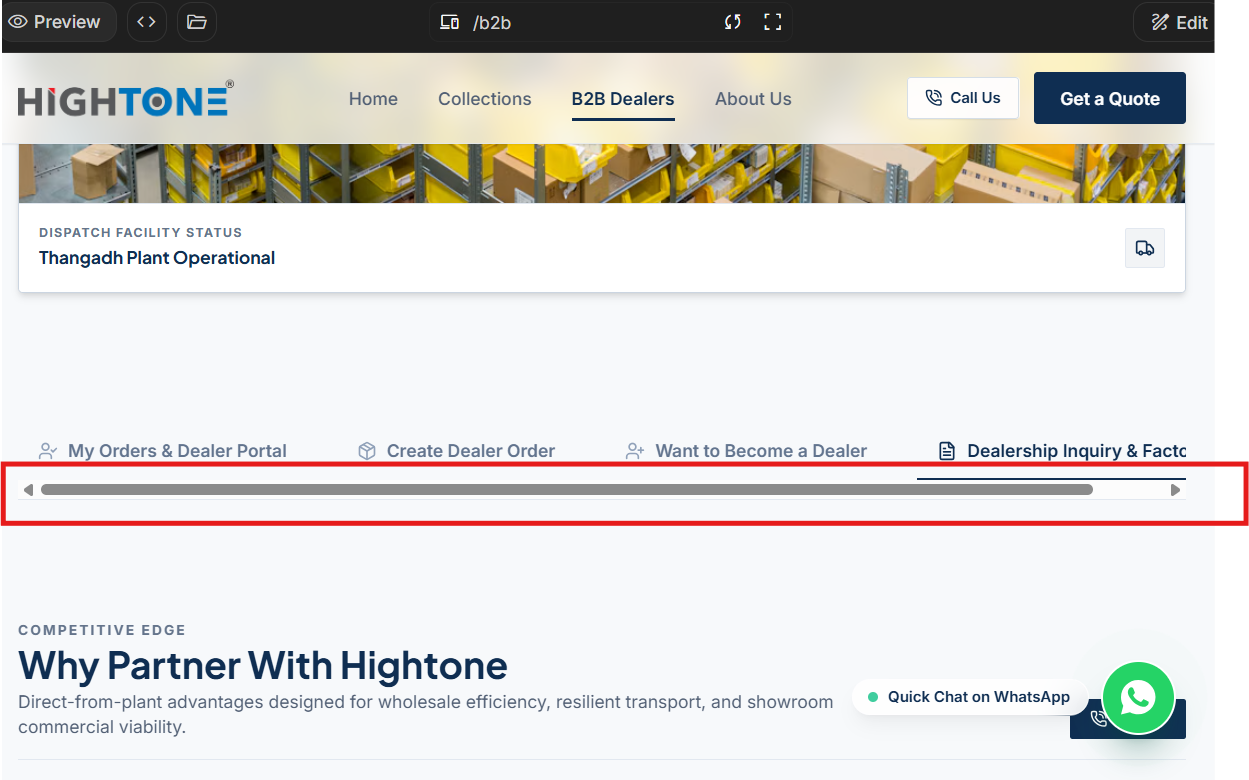 Preview
/b2b
Edit
HiGHTONE®
Home
Collections
B2B Dealers
About Us
Call Us
Get a Quote
DISPATCH FACILITY STATUS
Thangadh Plant Operational
My Orders & Dealer Portal
Create Dealer Order
Want to Become a Dealer
Dealership Inquiry & Facto
COMPETITIVE EDGE
Why Partner With Hightone
Direct-from-plant advantages designed for wholesale efficiency, resilient transport, and showroom
commercial viability.
Quick Chat on WhatsApp